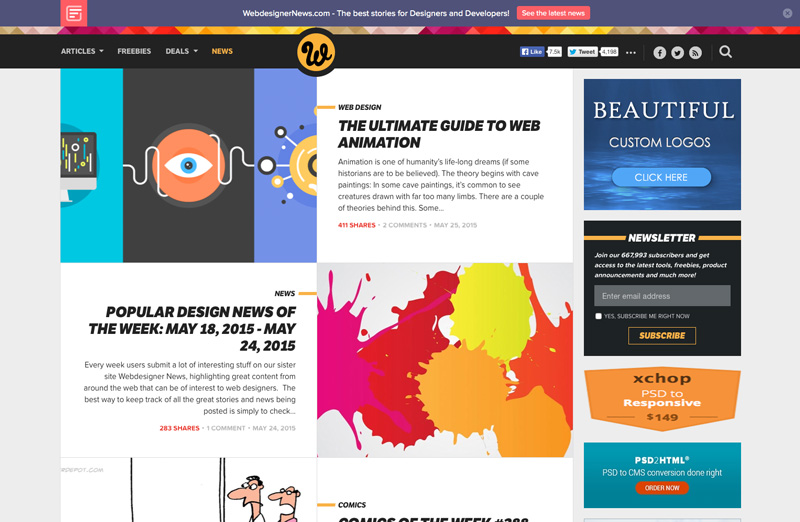 WebdesignerNews.com - The best stories for Designers and Developers!
See the latest news
ARTICLES
FREEBIES
DEALS
NEWS
W
Like
7.5k
Tweet
4,198
WEB DESIGN
THE ULTIMATE GUIDE TO WEB
ANIMATION
Animation is one of humanity's life-long dreams (if some
historians are to be believed). The theory begins with cave
paintings: In some cave paintings, it's common to see
creatures drawn with far too many limbs. There are a couple
of theories behind this. Some...
411 SHARES • 2 COMMENTS • MAY 25, 2015
NEWS
POPULAR DESIGN NEWS OF
THE WEEK: MAY 18, 2015 - MAY
24, 2015
Every week users submit a lot of interesting stuff on our sister
site Webdesigner News, highlighting great content from
around the web that can be of interest to web designers. The
best way to keep track of all the great stories and news being
posted is simply to check...
283 SHARES • 1 COMMENT • MAY 24, 2015
COMICS
COMICS OF THE WEEK #288
BEAUTIFUL
CUSTOM LOGOS
CLICK HERE
NEWSLETTER
Join our 667,993 subscribers and get
access to the latest tools, freebies, product
announcements and much more!
Enter email address
YES, SUBSCRIBE ME RIGHT NOW
SUBSCRIBE
xchop
PSD to
Responsive
$149
PSD2HTML®
PSD to CMS conversion done right
ORDER NOW